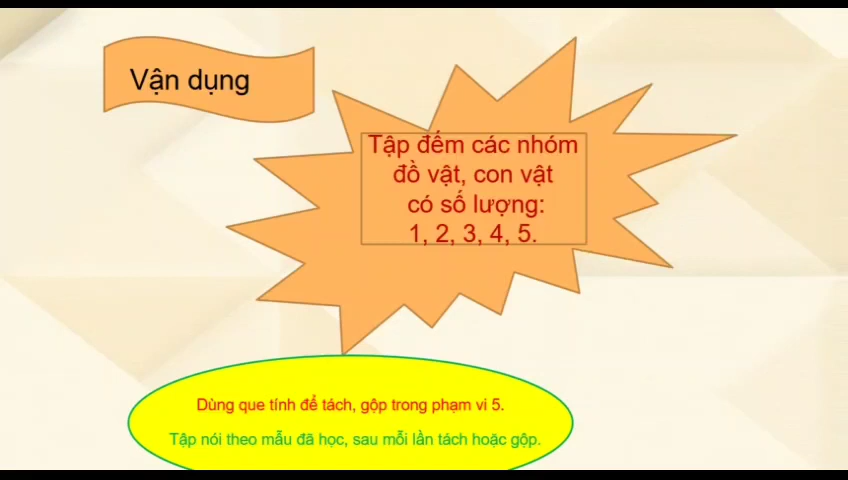 Vận dụng
Tập đếm các nhóm
đồ vật, con vật
có số lượng:
1, 2, 3, 4, 5.
Dùng que tính để tách, gộp trong phạm vi 5.
Tập nói theo mẫu đã học, sau mỗi lần tách hoặc gộp.